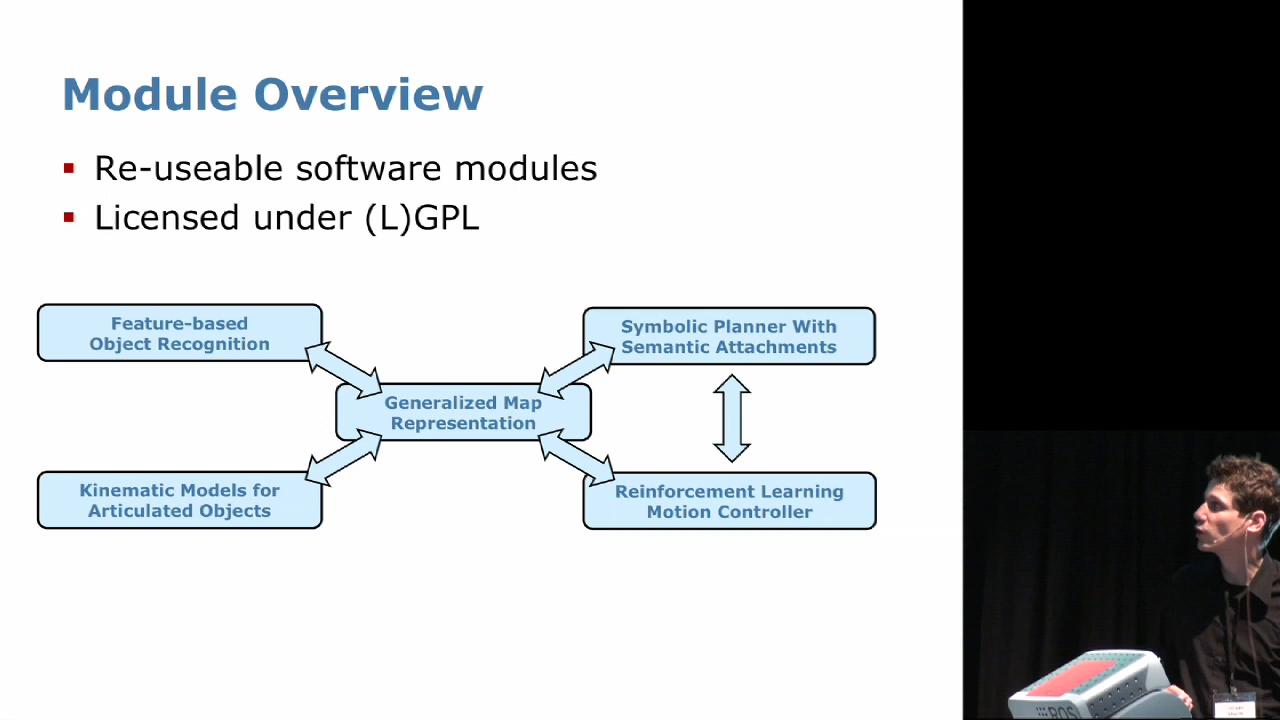 Module Overview
Re-useable software modules
Licensed under (L)GPL
Feature-based
Object Recognition
Symbolic Planner With
Semantic Attachments
Generalized Map
Representation
Kinematic Models for
Articulated Objects
Reinforcement Learning
Motion Controller
ROS